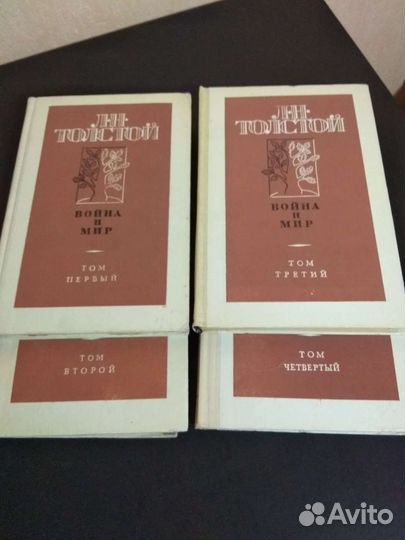 Л·Н·
ТОЛСТОЙ
ВОЙНА
И
МИР
ТОМ
ПЕРВЫЙ
Л·Н·
ТОЛСТОЙ
ВОЙНА
И
МИР
ТОМ
ТРЕТИЙ
ТОМ
ВТОРОЙ
ТОМ
ЧЕТВЕРТЫЙ
Avito